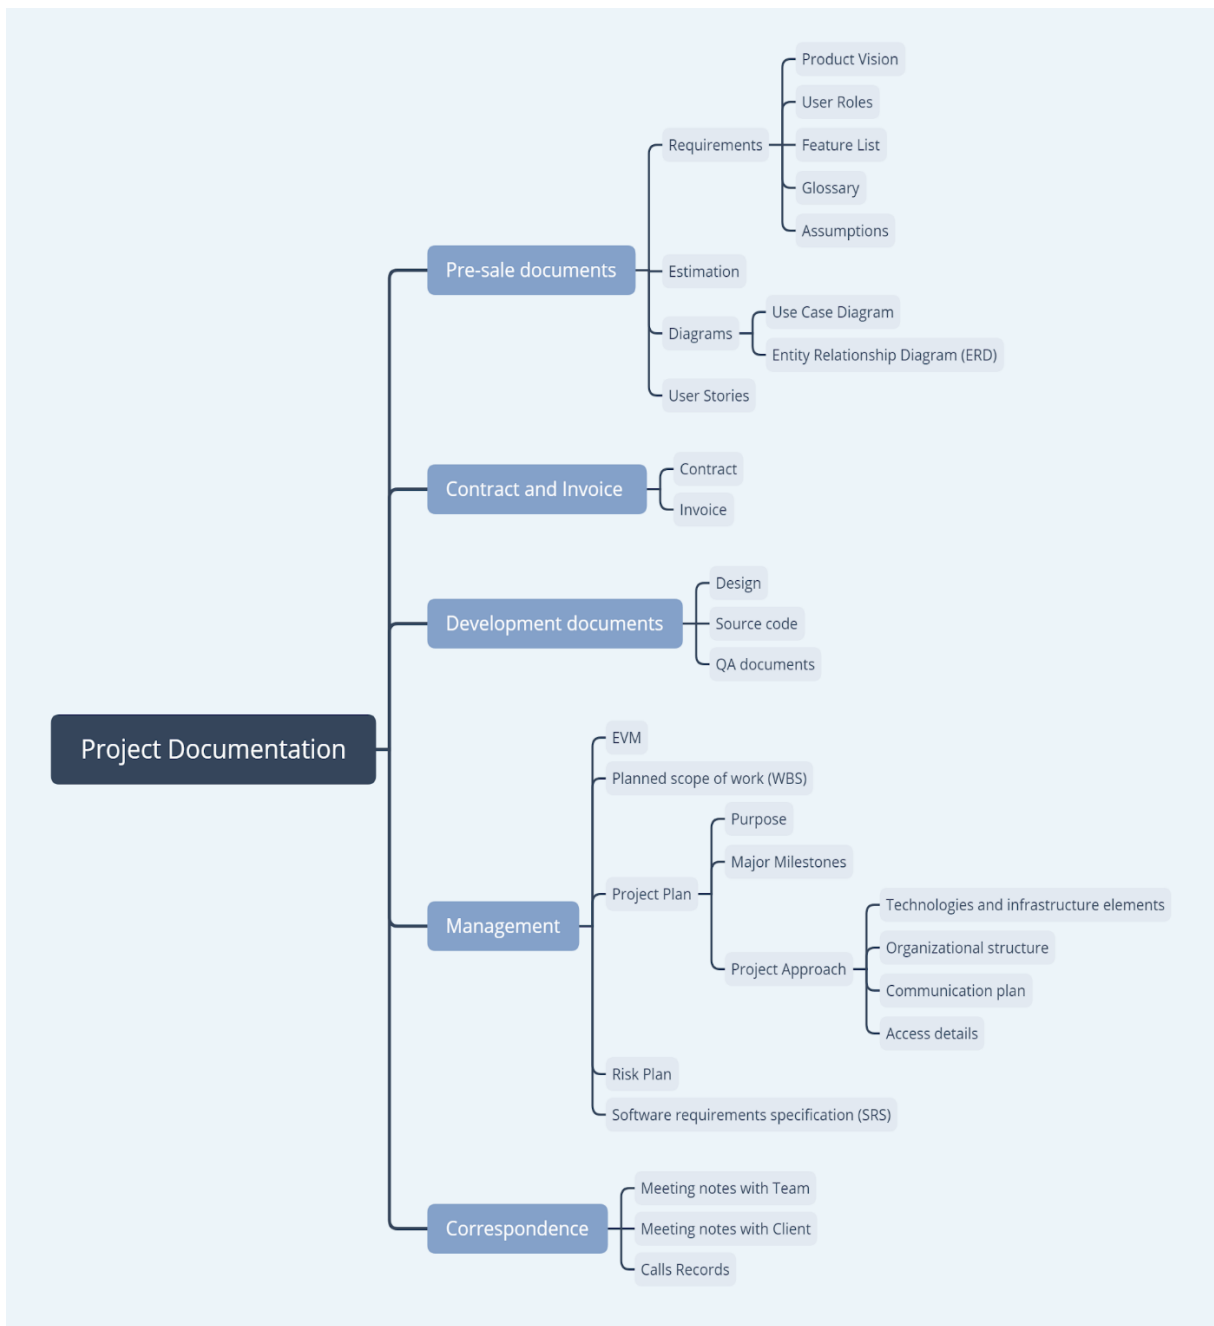 Project Documentation
Pre-sale documents
Requirements
Product Vision
User Roles
Feature List
Glossary
Assumptions
Estimation
Diagrams
Use Case Diagram
Entity Relationship Diagram (ERD)
User Stories
Contract and Invoice
Contract
Invoice
Development documents
Design
Source code
QA documents
Management
EVM
Planned scope of work (WBS)
Project Plan
Purpose
Major Milestones
Project Approach
Technologies and infrastructure elements
Organizational structure
Communication plan
Access details
Risk Plan
Software requirements specification (SRS)
Correspondence
Meeting notes with Team
Meeting notes with Client
Calls Records